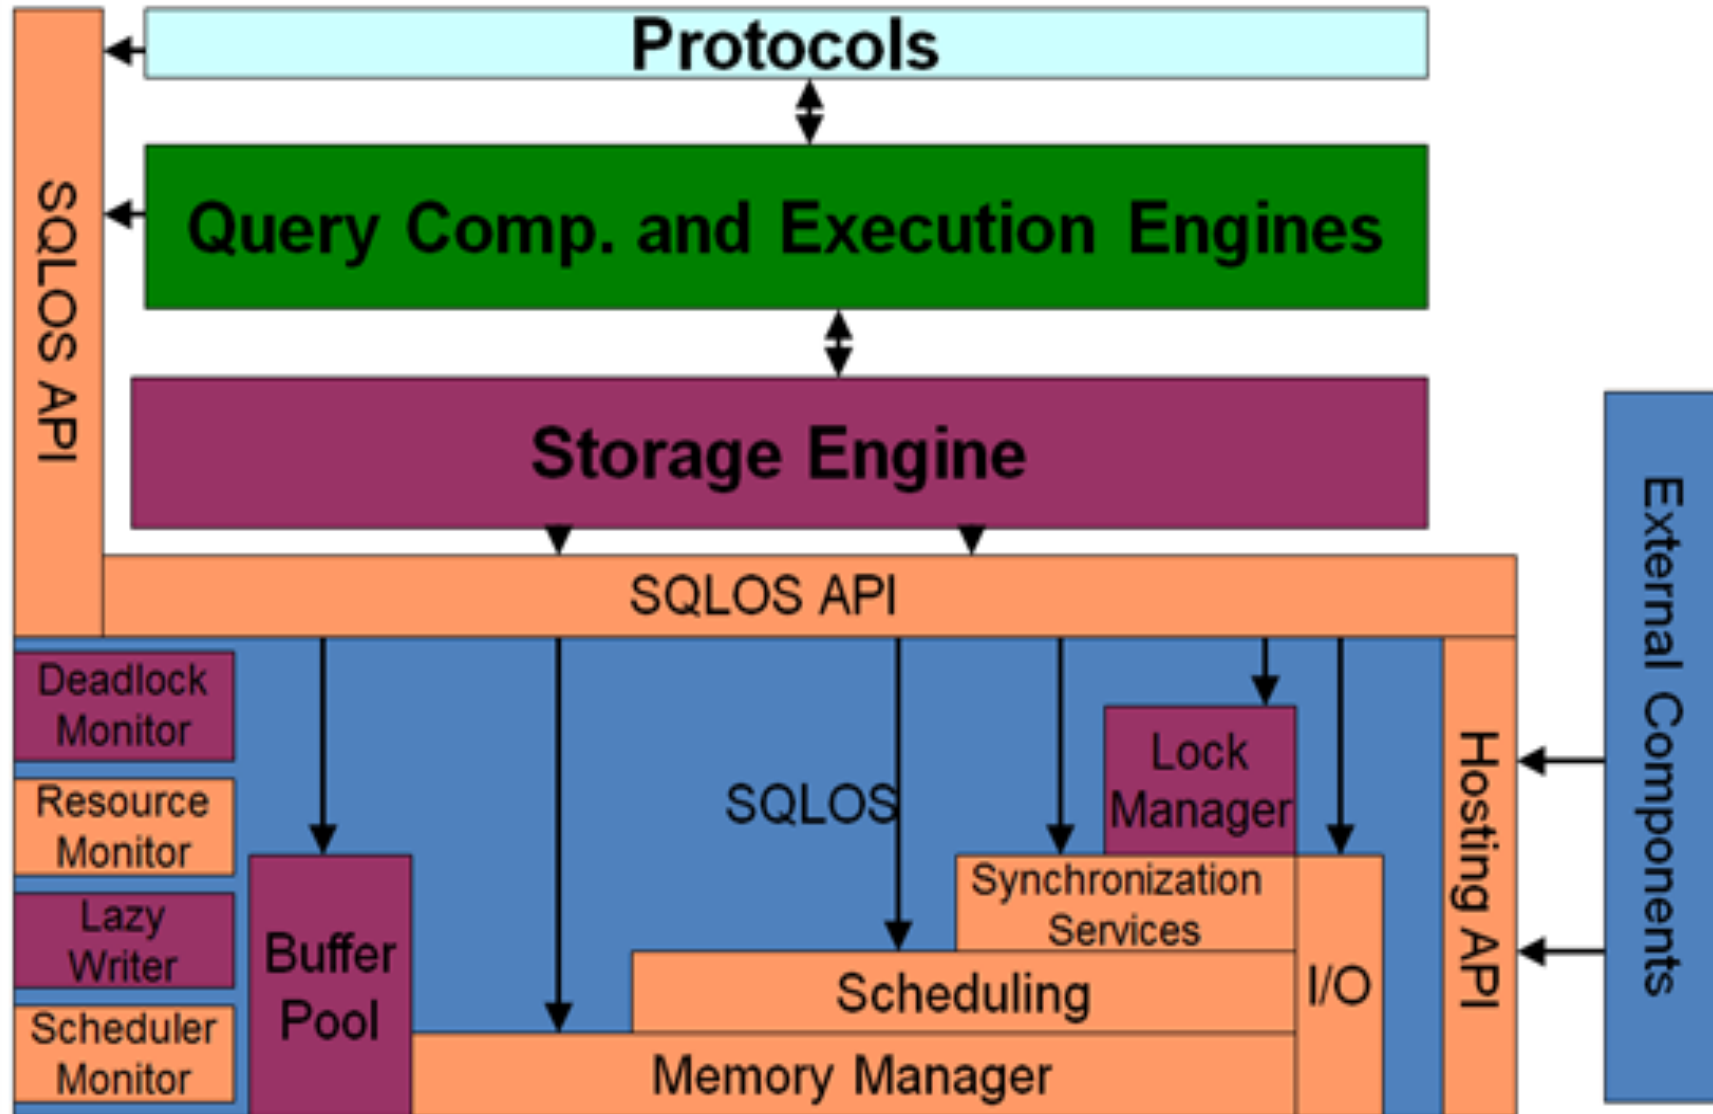 Protocols
SQLOS API
Query Comp. and Execution Engines
Storage Engine
External Components
SQLOS API
Deadlock
Monitor
Resource
Monitor
Lazy
Writer
Scheduler
Monitor
Buffer
Pool
SQLOS
Lock
Manager
Synchronization
Services
Scheduling
I/O
Memory Manager
Hosting API